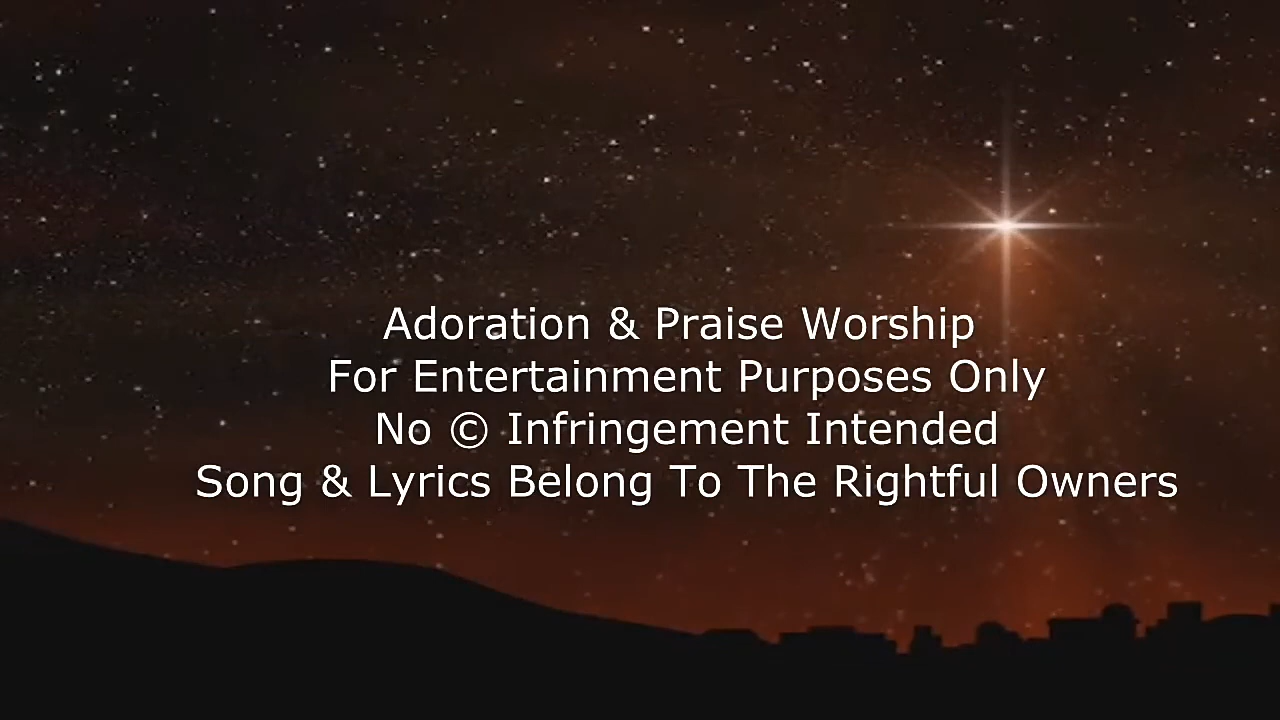 Adoration & Praise Worship
For Entertainment Purposes Only
No © Infringement Intended
Song & Lyrics Belong To The Rightful Owners